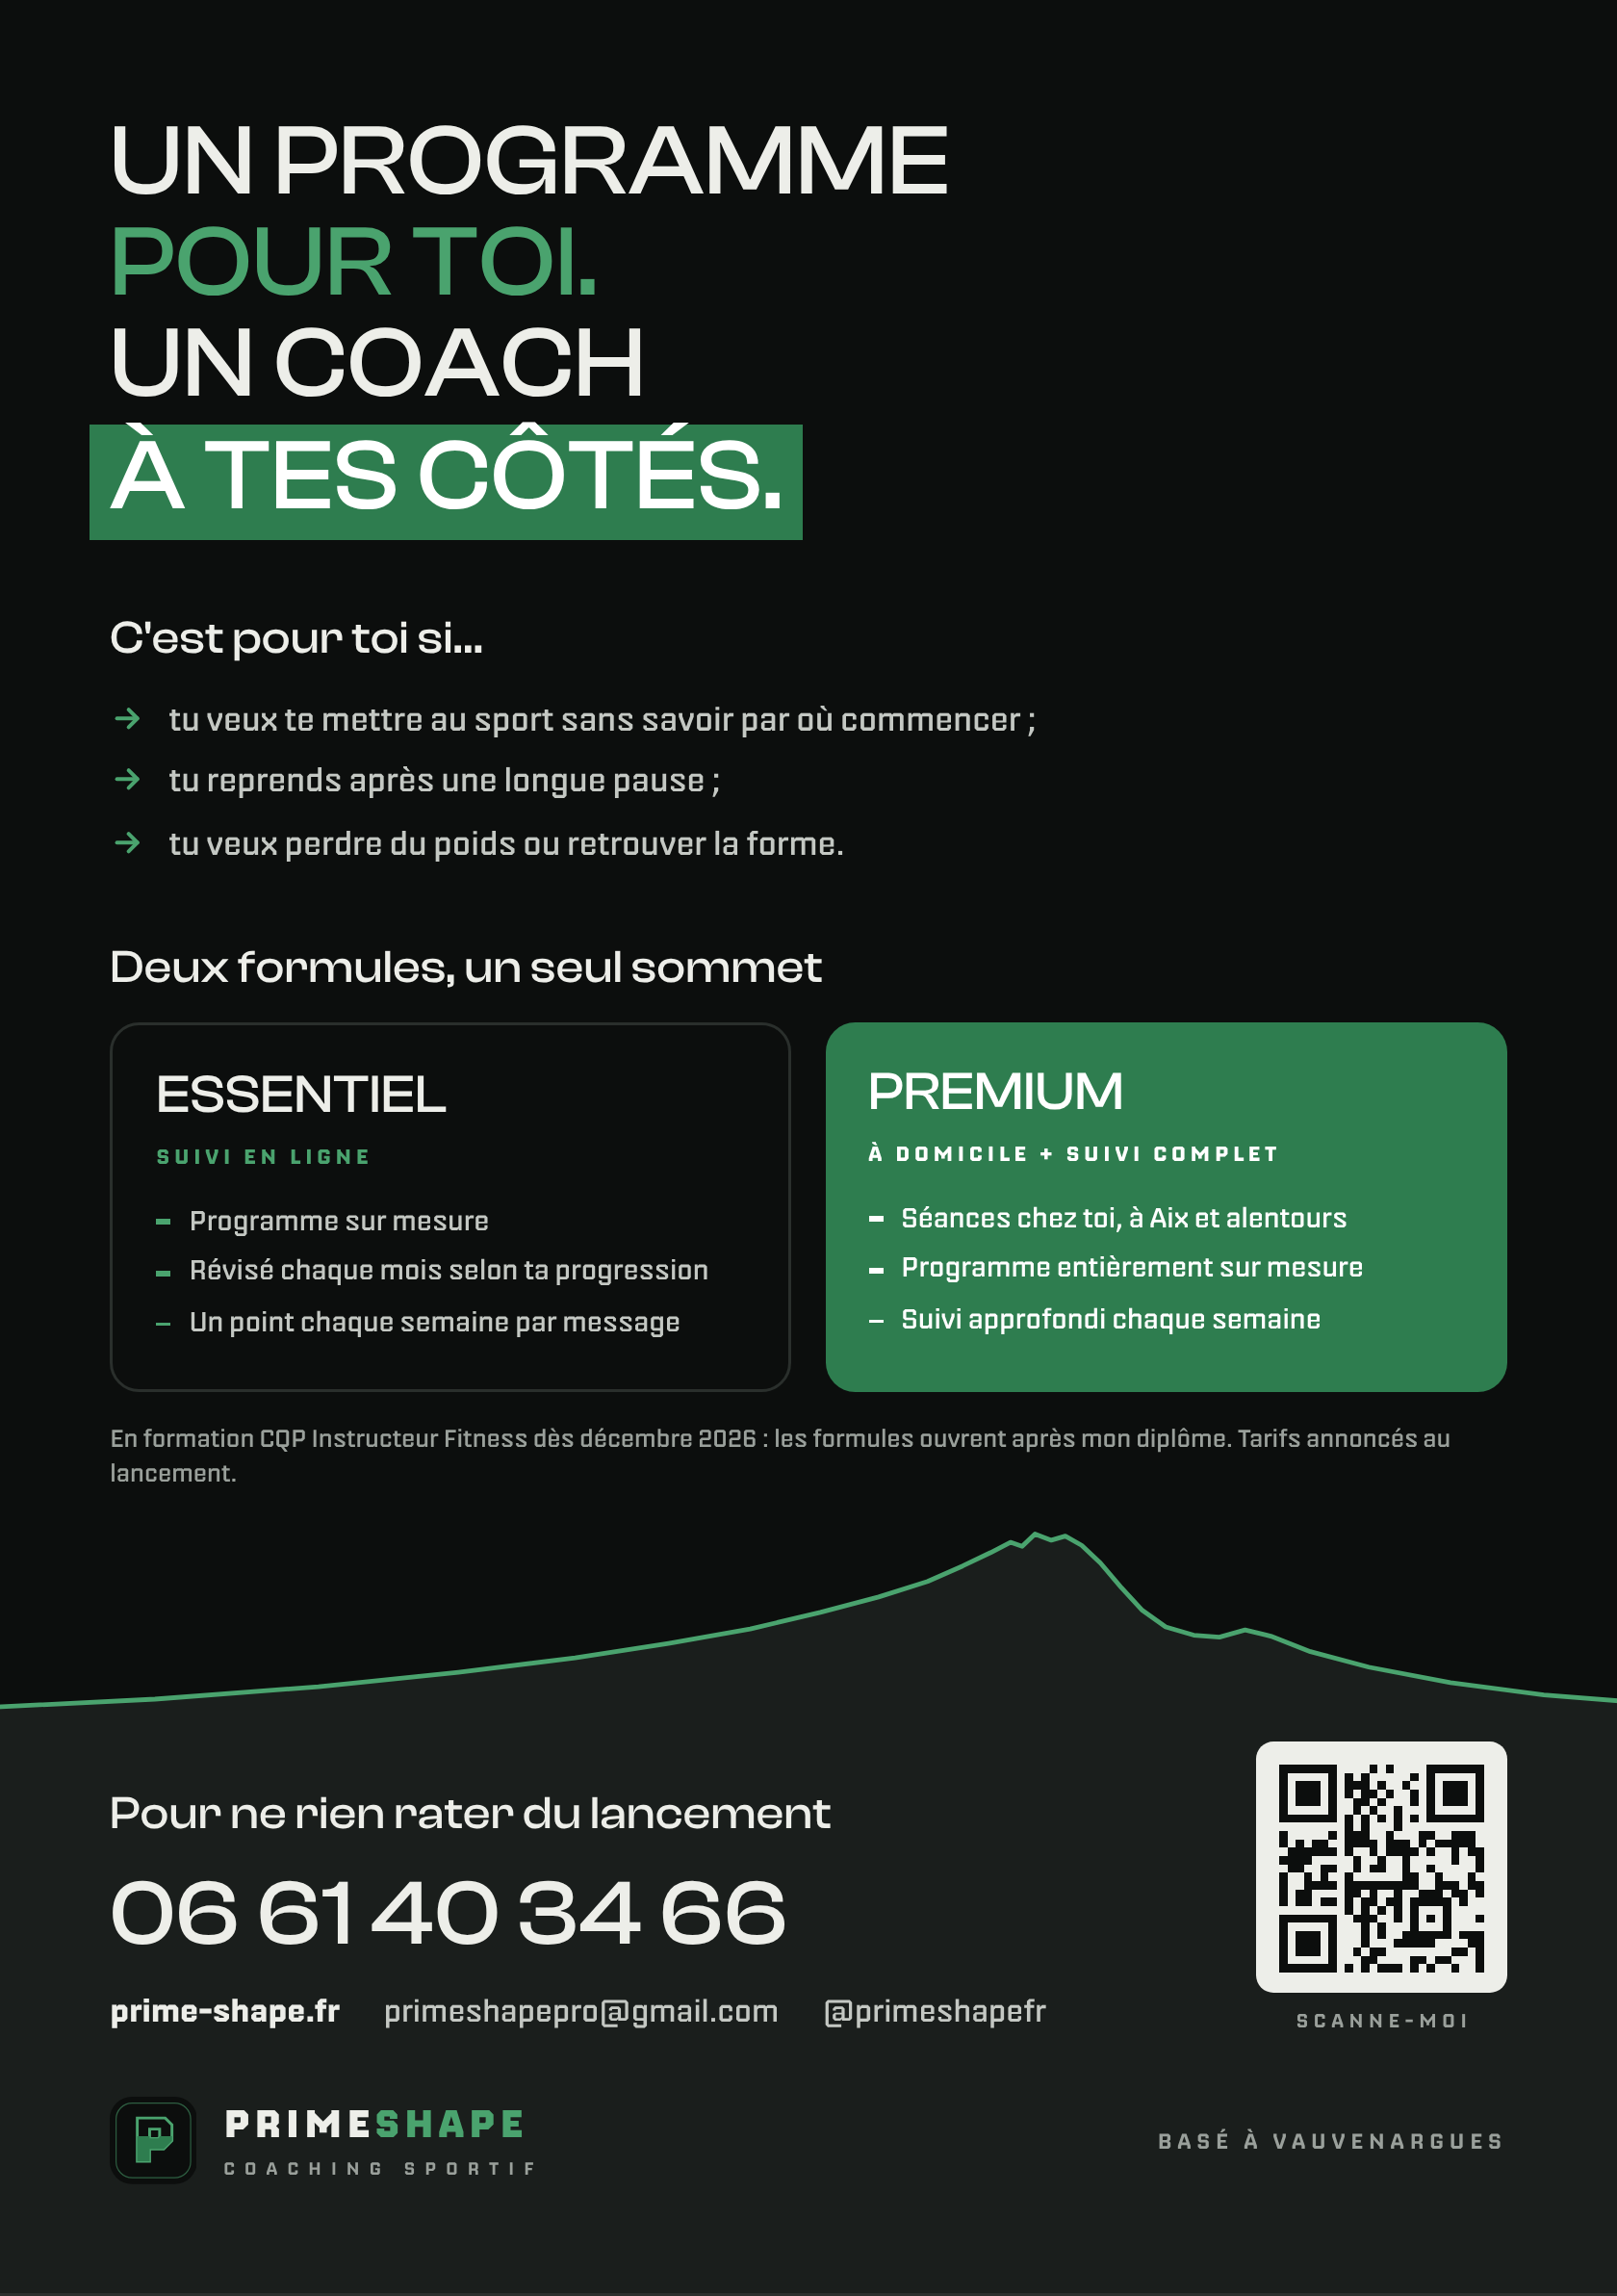 UN PROGRAMME
POUR TOI.
UN COACH
À TES CÔTÉS.
C'est pour toi si...
→ tu veux te mettre au sport sans savoir par où commencer ;
→ tu reprends après une longue pause ;
→ tu veux perdre du poids ou retrouver la forme.
Deux formules, un seul sommet
ESSENTIEL
SUIVI EN LIGNE
– Programme sur mesure
– Révisé chaque mois selon ta progression
– Un point chaque semaine par message
PREMIUM
À DOMICILE + SUIVI COMPLET
– Séances chez toi, à Aix et alentours
– Programme entièrement sur mesure
– Suivi approfondi chaque semaine
En formation CQP Instructeur Fitness dès décembre 2026 : les formules ouvrent après mon diplôme. Tarifs annoncés au
lancement.
Pour ne rien rater du lancement
06 61 40 34 66
prime-shape.fr primeshapepro@gmail.com @primeshapefr
SCANNE-MOI
PRIMESHAPE
COACHING SPORTIF
BASÉ À VAUVENARGUES